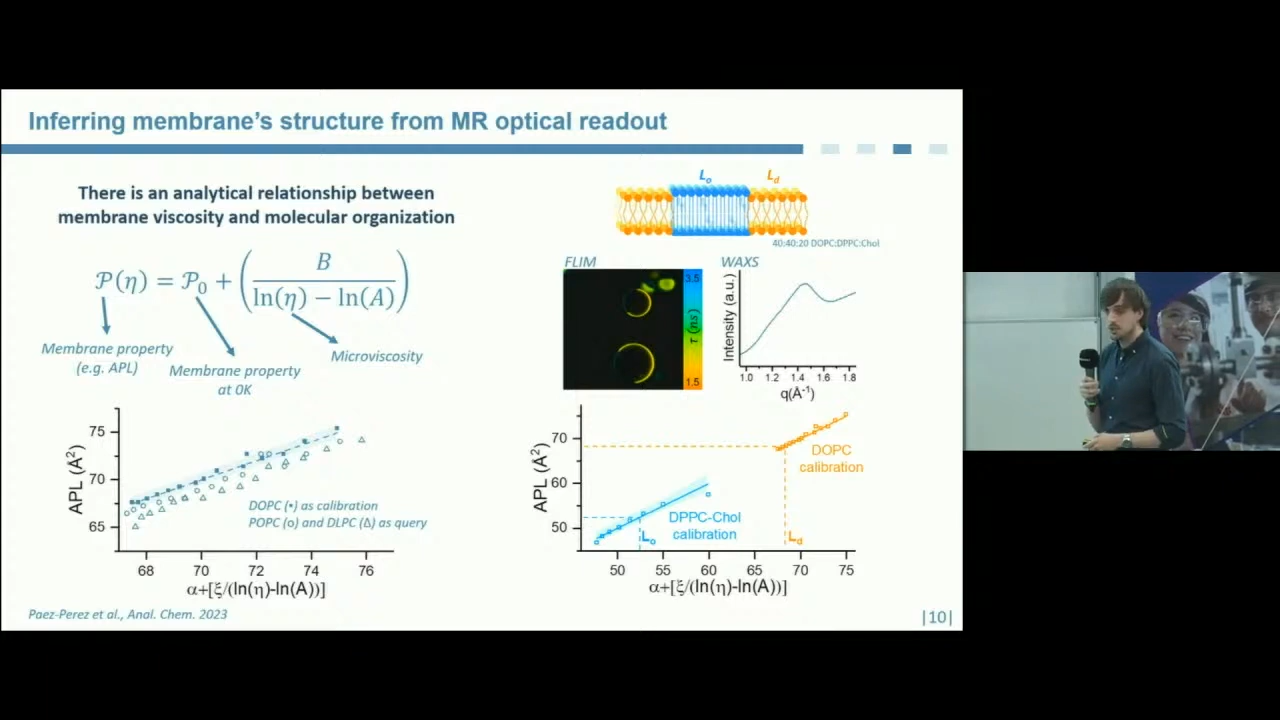 Inferring membrane's structure from MR optical readout
There is an analytical relationship between
membrane viscosity and molecular organization
𝒫(η) = 𝒫₀ + (B / (ln(η) − ln(A)))
Membrane property
(e.g. APL)
Membrane property
at 0K
Microviscosity
APL (Å²)
75
70
65
68 70 72 74 76
α+[ξ/(ln(η)-ln(A))]
DOPC (▪) as calibration
POPC (o) and DLPC (Δ) as query
Paez-Perez et al., Anal. Chem. 2023
Lo Ld
40:40:20 DOPC:DPPC:Chol
FLIM
3.5
τ (ns)
1.5
WAXS
Intensity (a.u.)
1.0 1.2 1.4 1.6 1.8
q(Å⁻¹)
APL (Å²)
70
60
50
DOPC
calibration
DPPC-Chol
calibration
Lo
Ld
50 55 60 65 70 75
α+[ξ/(ln(η)-ln(A))]
|10|